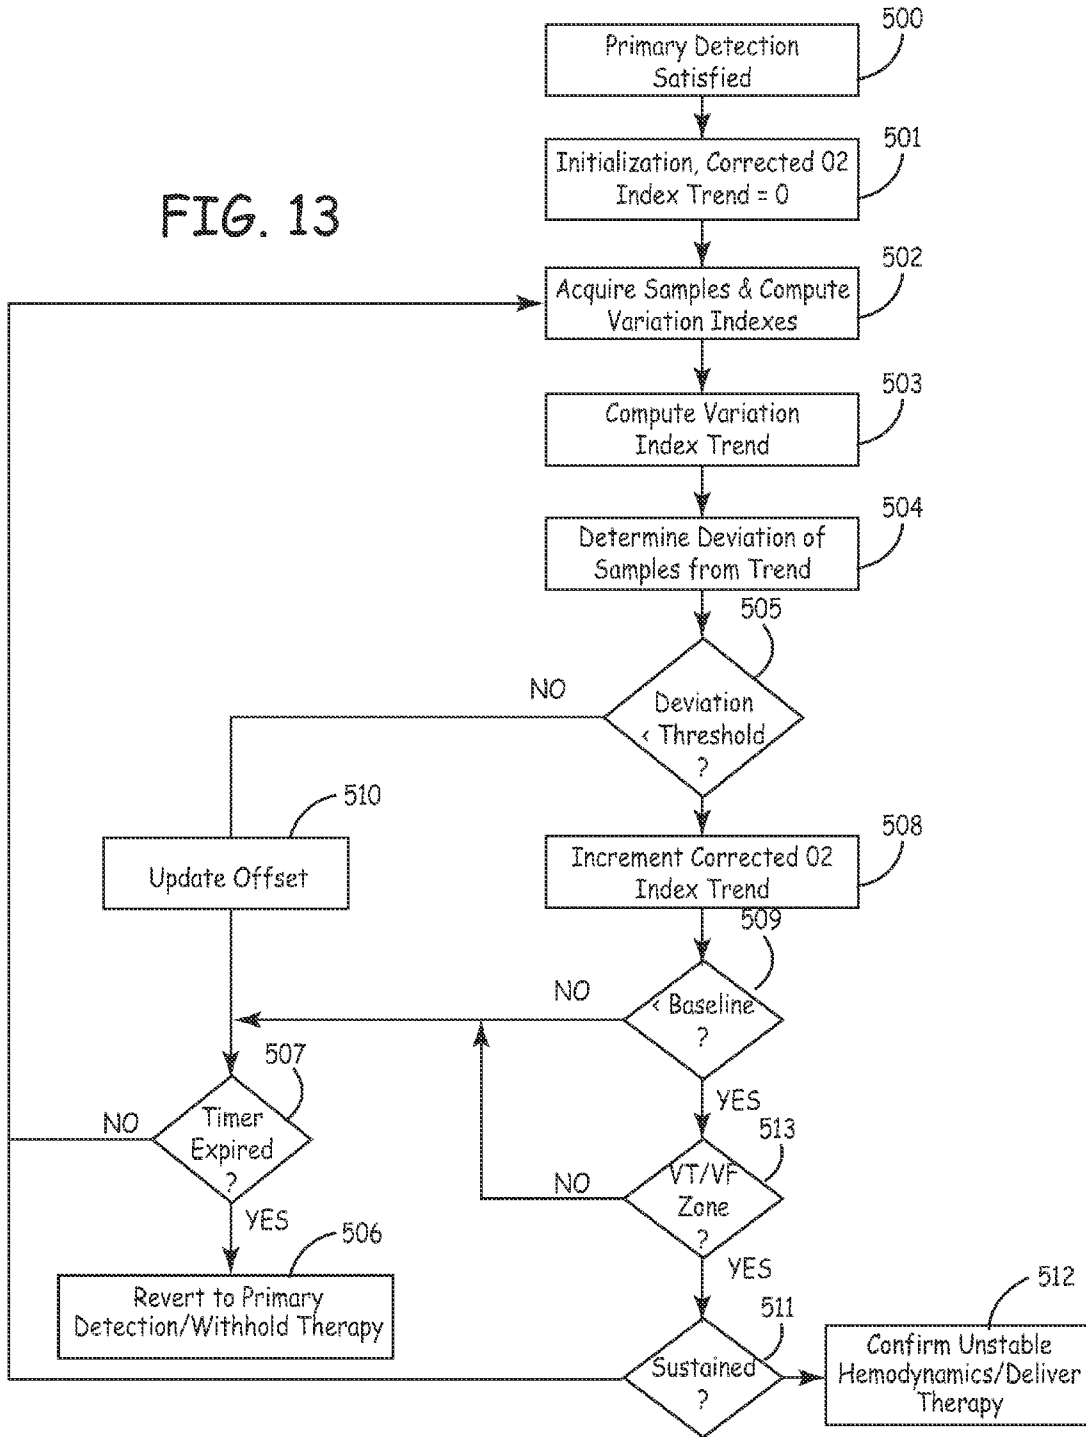 500
Primary Detection
Satisfied
501
Initialization, Corrected O2
Index Trend = 0
FIG. 13
502
Acquire Samples & Compute
Variation Indexes
503
Compute Variation
Index Trend
504
Determine Deviation of
Samples from Trend
505
NO
Deviation
< Threshold
?
510
Update Offset
508
Increment Corrected O2
Index Trend
509
NO
< Baseline
?
507
NO
Timer
Expired
?
YES
YES
513
NO
VT/VF
Zone
?
506
Revert to Primary
Detection/Withhold Therapy
YES
511
Sustained
?
512
Confirm Unstable
Hemodynamics/Deliver
Therapy